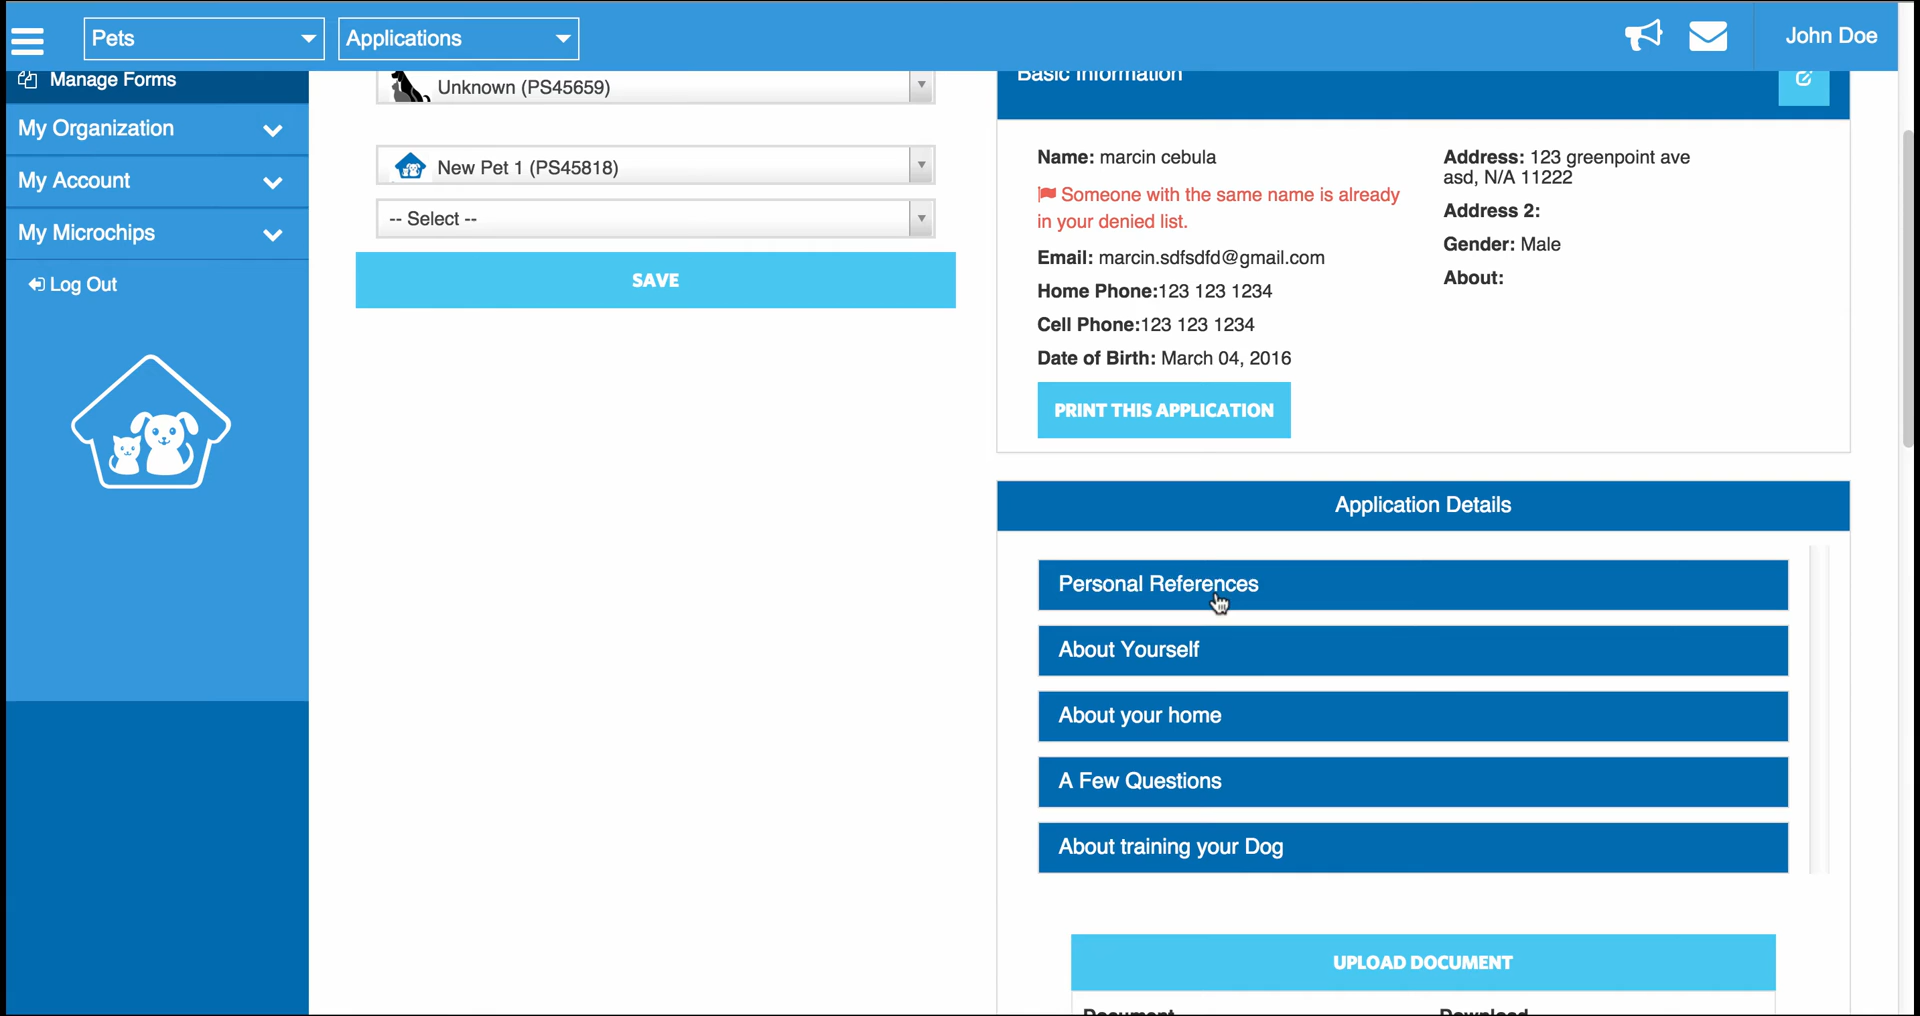 Pets
Applications
John Doe
Manage Forms
My Organization
My Account
My Microchips
Log Out
Unknown (PS45659)
New Pet 1 (PS45818)
-- Select --
SAVE
Basic Information
Name: marcin cebula
Someone with the same name is already
in your denied list.
Email: marcin.sdfsdfd@gmail.com
Home Phone:123 123 1234
Cell Phone:123 123 1234
Date of Birth: March 04, 2016
Address: 123 greenpoint ave
asd, N/A 11222
Address 2:
Gender: Male
About:
PRINT THIS APPLICATION
Application Details
Personal References
About Yourself
About your home
A Few Questions
About training your Dog
UPLOAD DOCUMENT
Document
Download